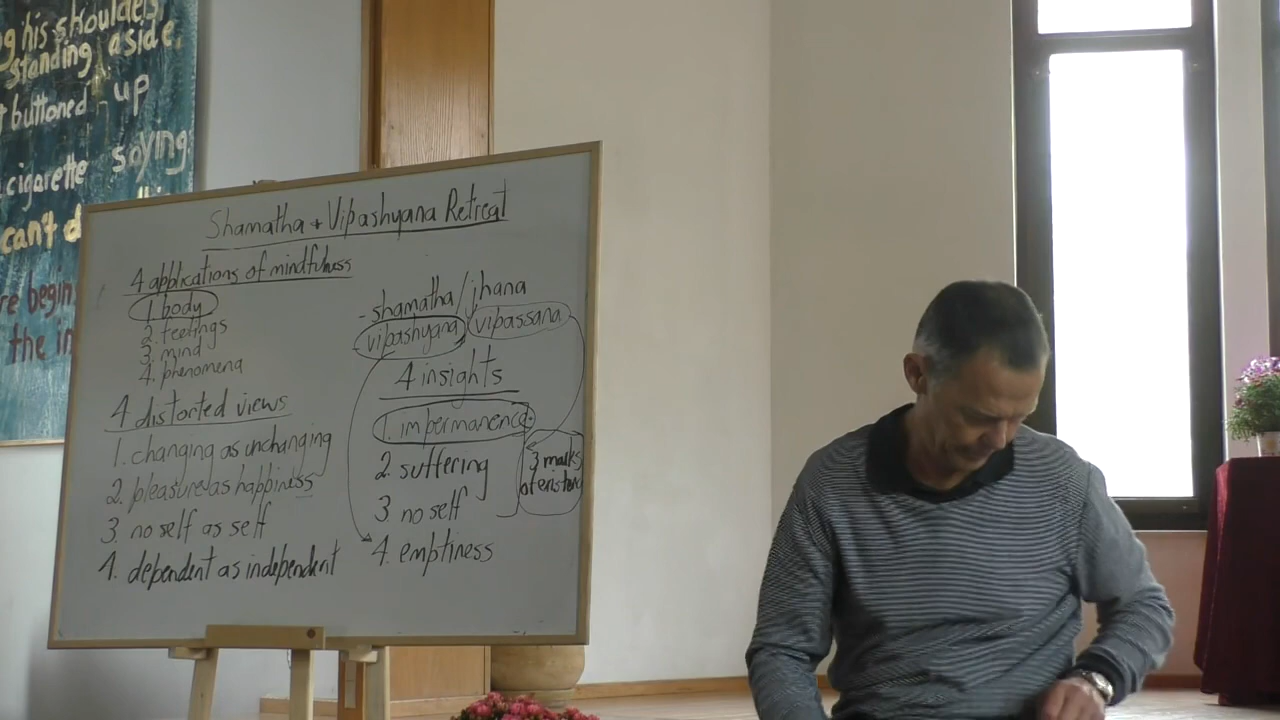 g his shoulders,
standing aside,
buttoned up
cigarette saying
can't d
re begin
the in
Shamatha + Vipashyana Retreat
4 applications of mindfulness
1. body
2. feelings
3. mind
4. phenomena
4 distorted views
1. changing as unchanging
2. pleasure as happiness
3. no self as self
4. dependent as independent
- shamatha/jhana
vipashyana vipassana
4 insights
1. impermanence
2. suffering
3. no self
4. emptiness
3 marks
of existence